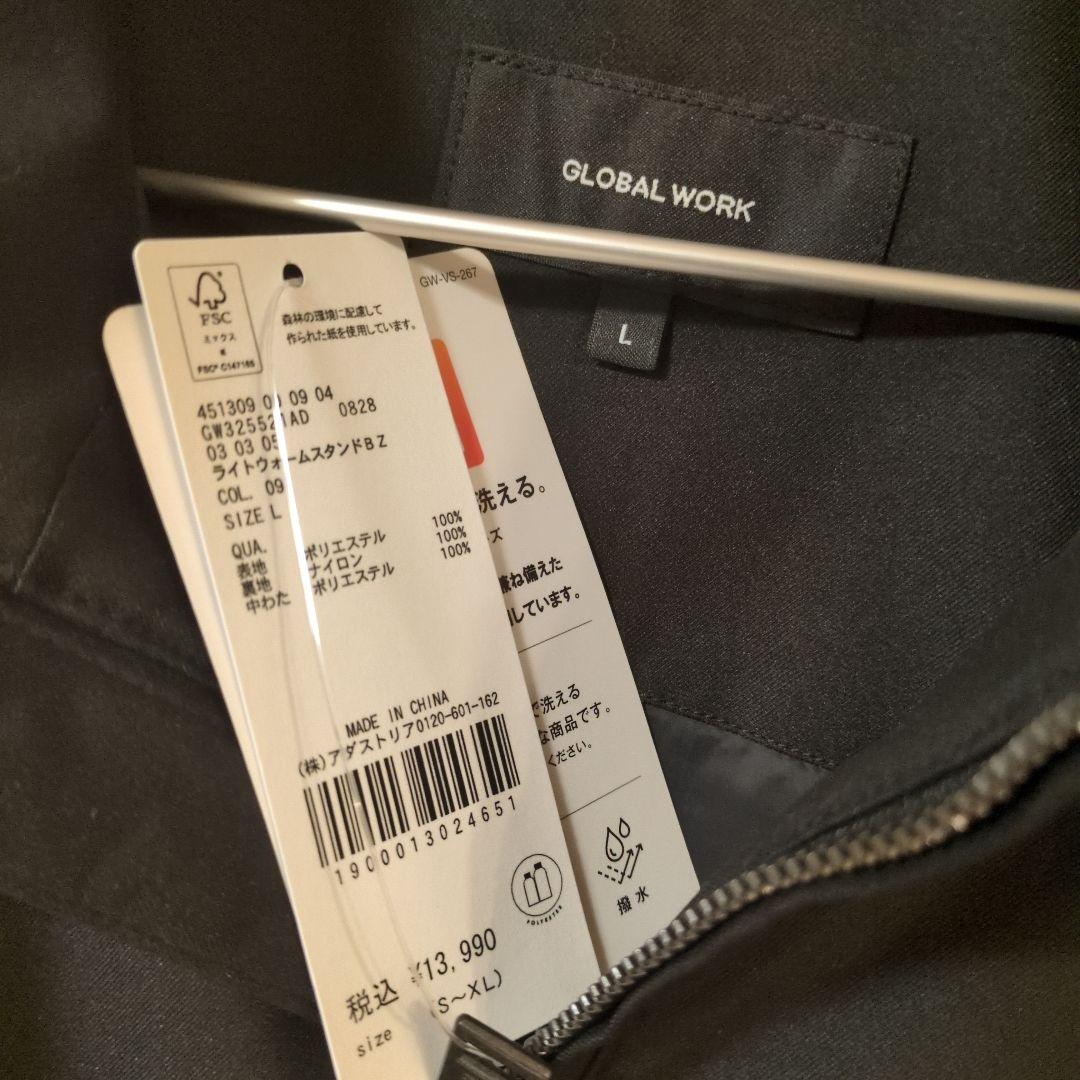 GLOBAL WORK
L
GW-VS-267
FSC
ミックス
紙
FSC® C147165
森林の環境に配慮して
作られた紙を使用しています。
451309 09 04
0828
03 03 05
ライトウォームスタンドBZ
COL. 09
SIZE L
QUA.
表地 ポリエステル 100%
裏地 ナイロン 100%
中わた ポリエステル 100%
MADE IN CHINA
(株)アダストリア0120-601-162
1900013024651
POLYESTER
税込 ¥13,990
size (S~XL)
洗える。
ズ
兼ね備えた
しています。
で洗える
な商品です。
ください。
撥水